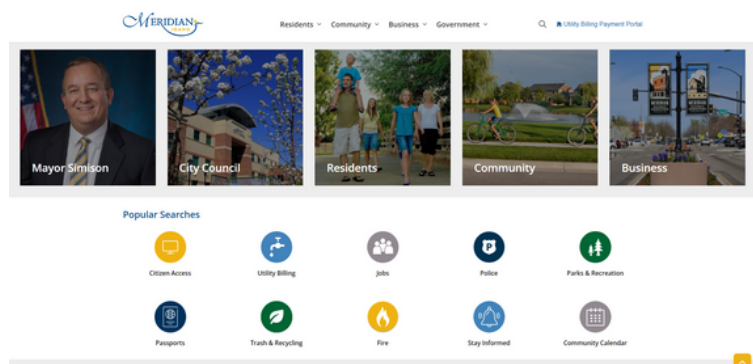 MERIDIAN
IDAHO
Residents Community Business Government
Utility Billing Payment Portal
Mayor Simison
City Council
Residents
Community
Business
Popular Searches
Citizen Access
Utility Billing
Jobs
Police
Parks & Recreation
Passports
Trash & Recycling
Fire
Stay Informed
Community Calendar